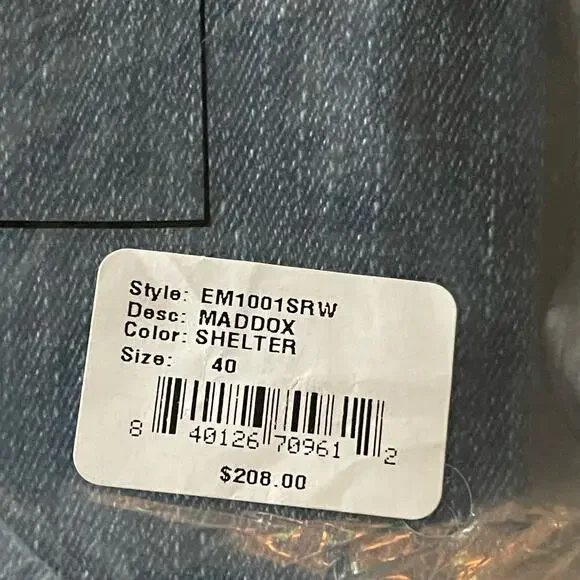 Style: EM1001SRW
Desc: MADDOX
Color: SHELTER
Size: 40
8 40126 70961 2
$208.00